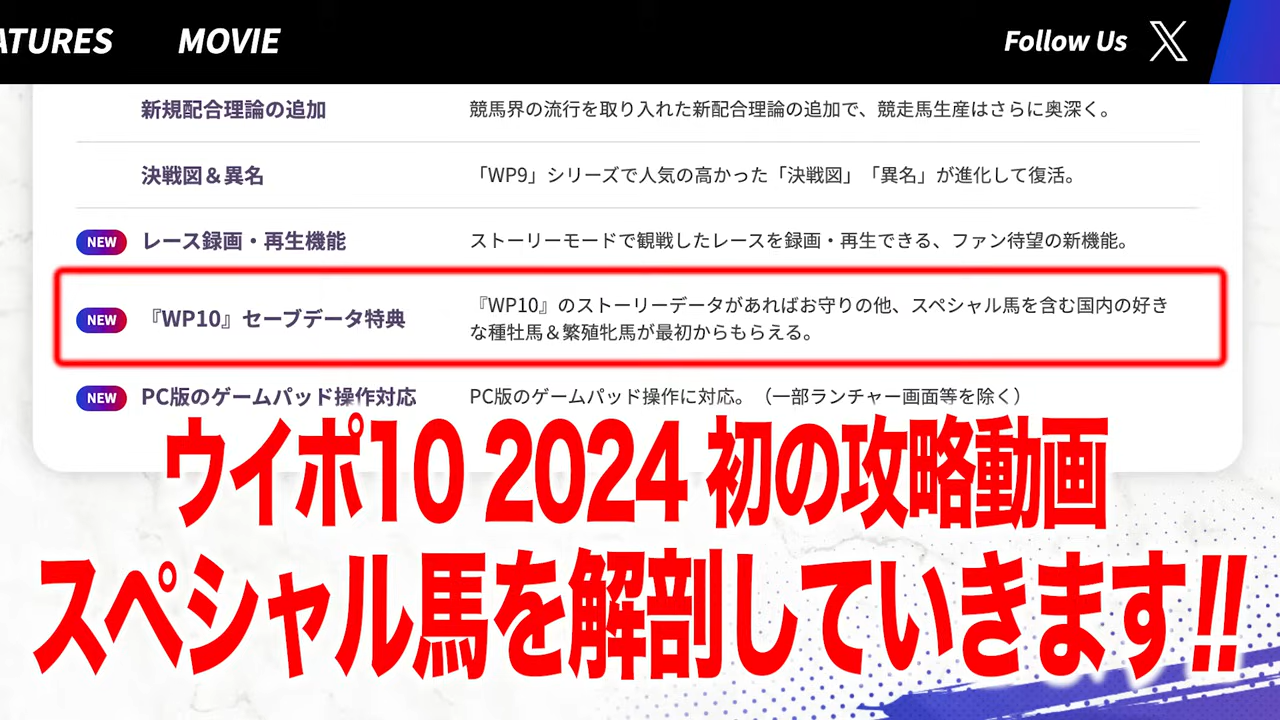 ATURES MOVIE Follow Us X
新規配合理論の追加 競馬界の流行を取り入れた新配合理論の追加で、競走馬生産はさらに奥深く。
決戦図＆異名 「WP9」シリーズで人気の高かった「決戦図」「異名」が進化して復活。
NEW レース録画・再生機能 ストーリーモードで観戦したレースを録画・再生できる、ファン待望の新機能。
NEW 『WP10』セーブデータ特典 『WP10』のストーリーデータがあればお守りの他、スペシャル馬を含む国内の好き
な種牡馬＆繁殖牝馬が最初からもらえる。
NEW PC版のゲームパッド操作対応 PC版のゲームパッド操作に対応。（一部ランチャー画面等を除く）
ウイポ10 2024 初の攻略動画
スペシャル馬を解剖していきます!!